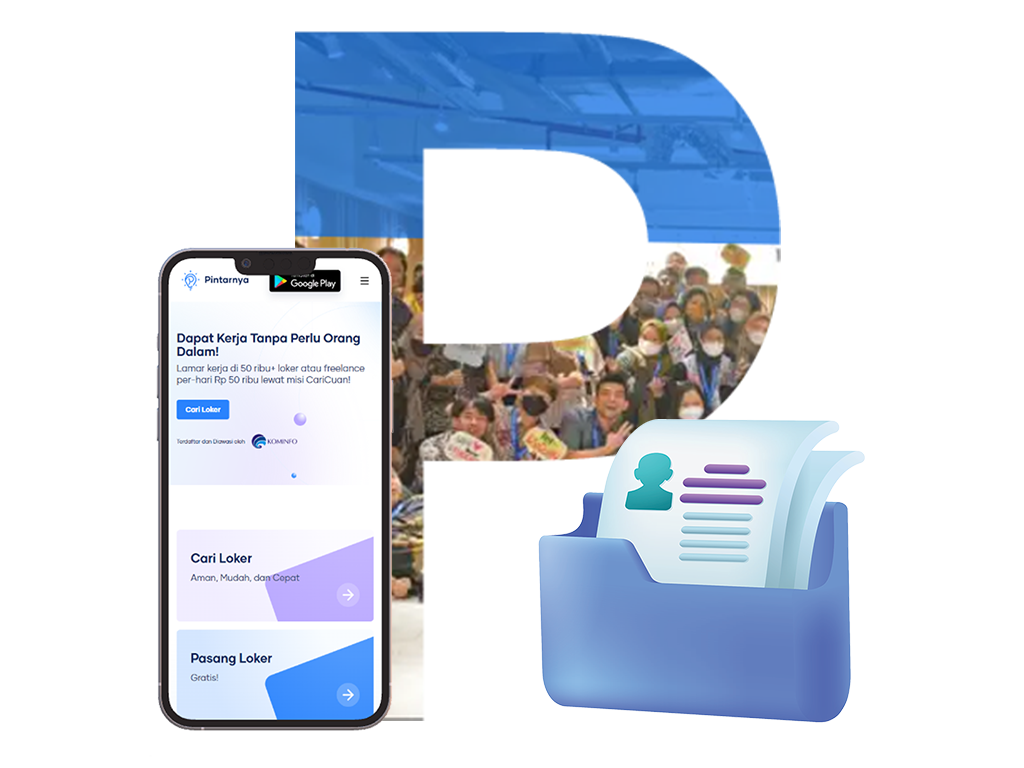 Pintarnya
Google Play
Dapat Kerja Tanpa Perlu Orang
Dalam!
Lamar kerja di 50 ribu+ loker atau freelance
per-hari Rp 50 ribu lewat misi CariCuan!
Cari Loker
Terdaftar dan Diawasi oleh KOMINFO
Cari Loker
Aman, Mudah, dan Cepat
Pasang Loker
Gratis!